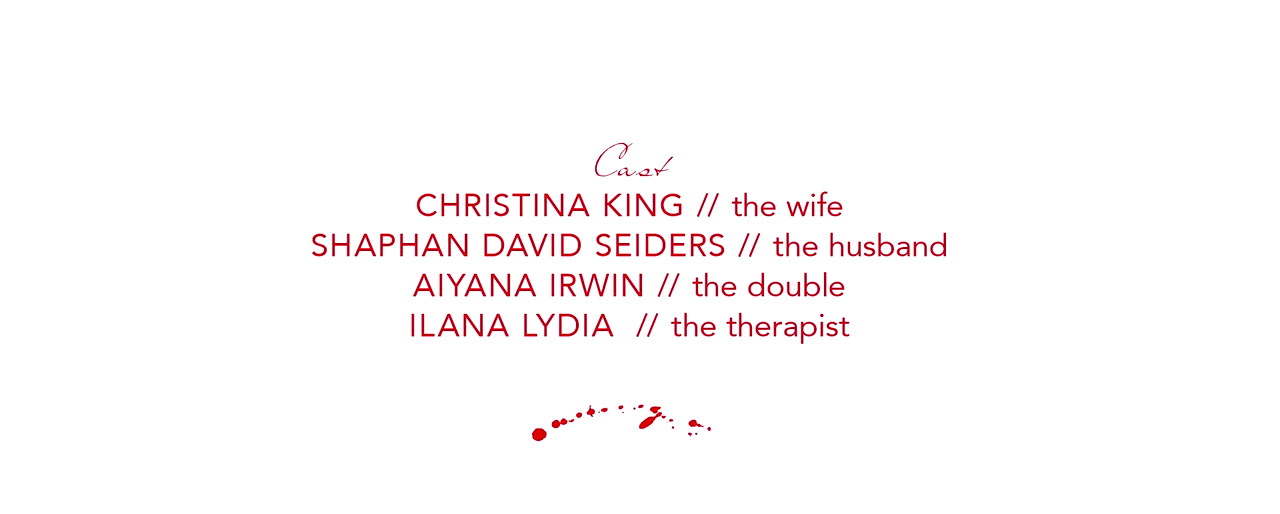 Cast
CHRISTINA KING // the wife
SHAPHAN DAVID SEIDERS // the husband
AIYANA IRWIN // the double
ILANA LYDIA // the therapist